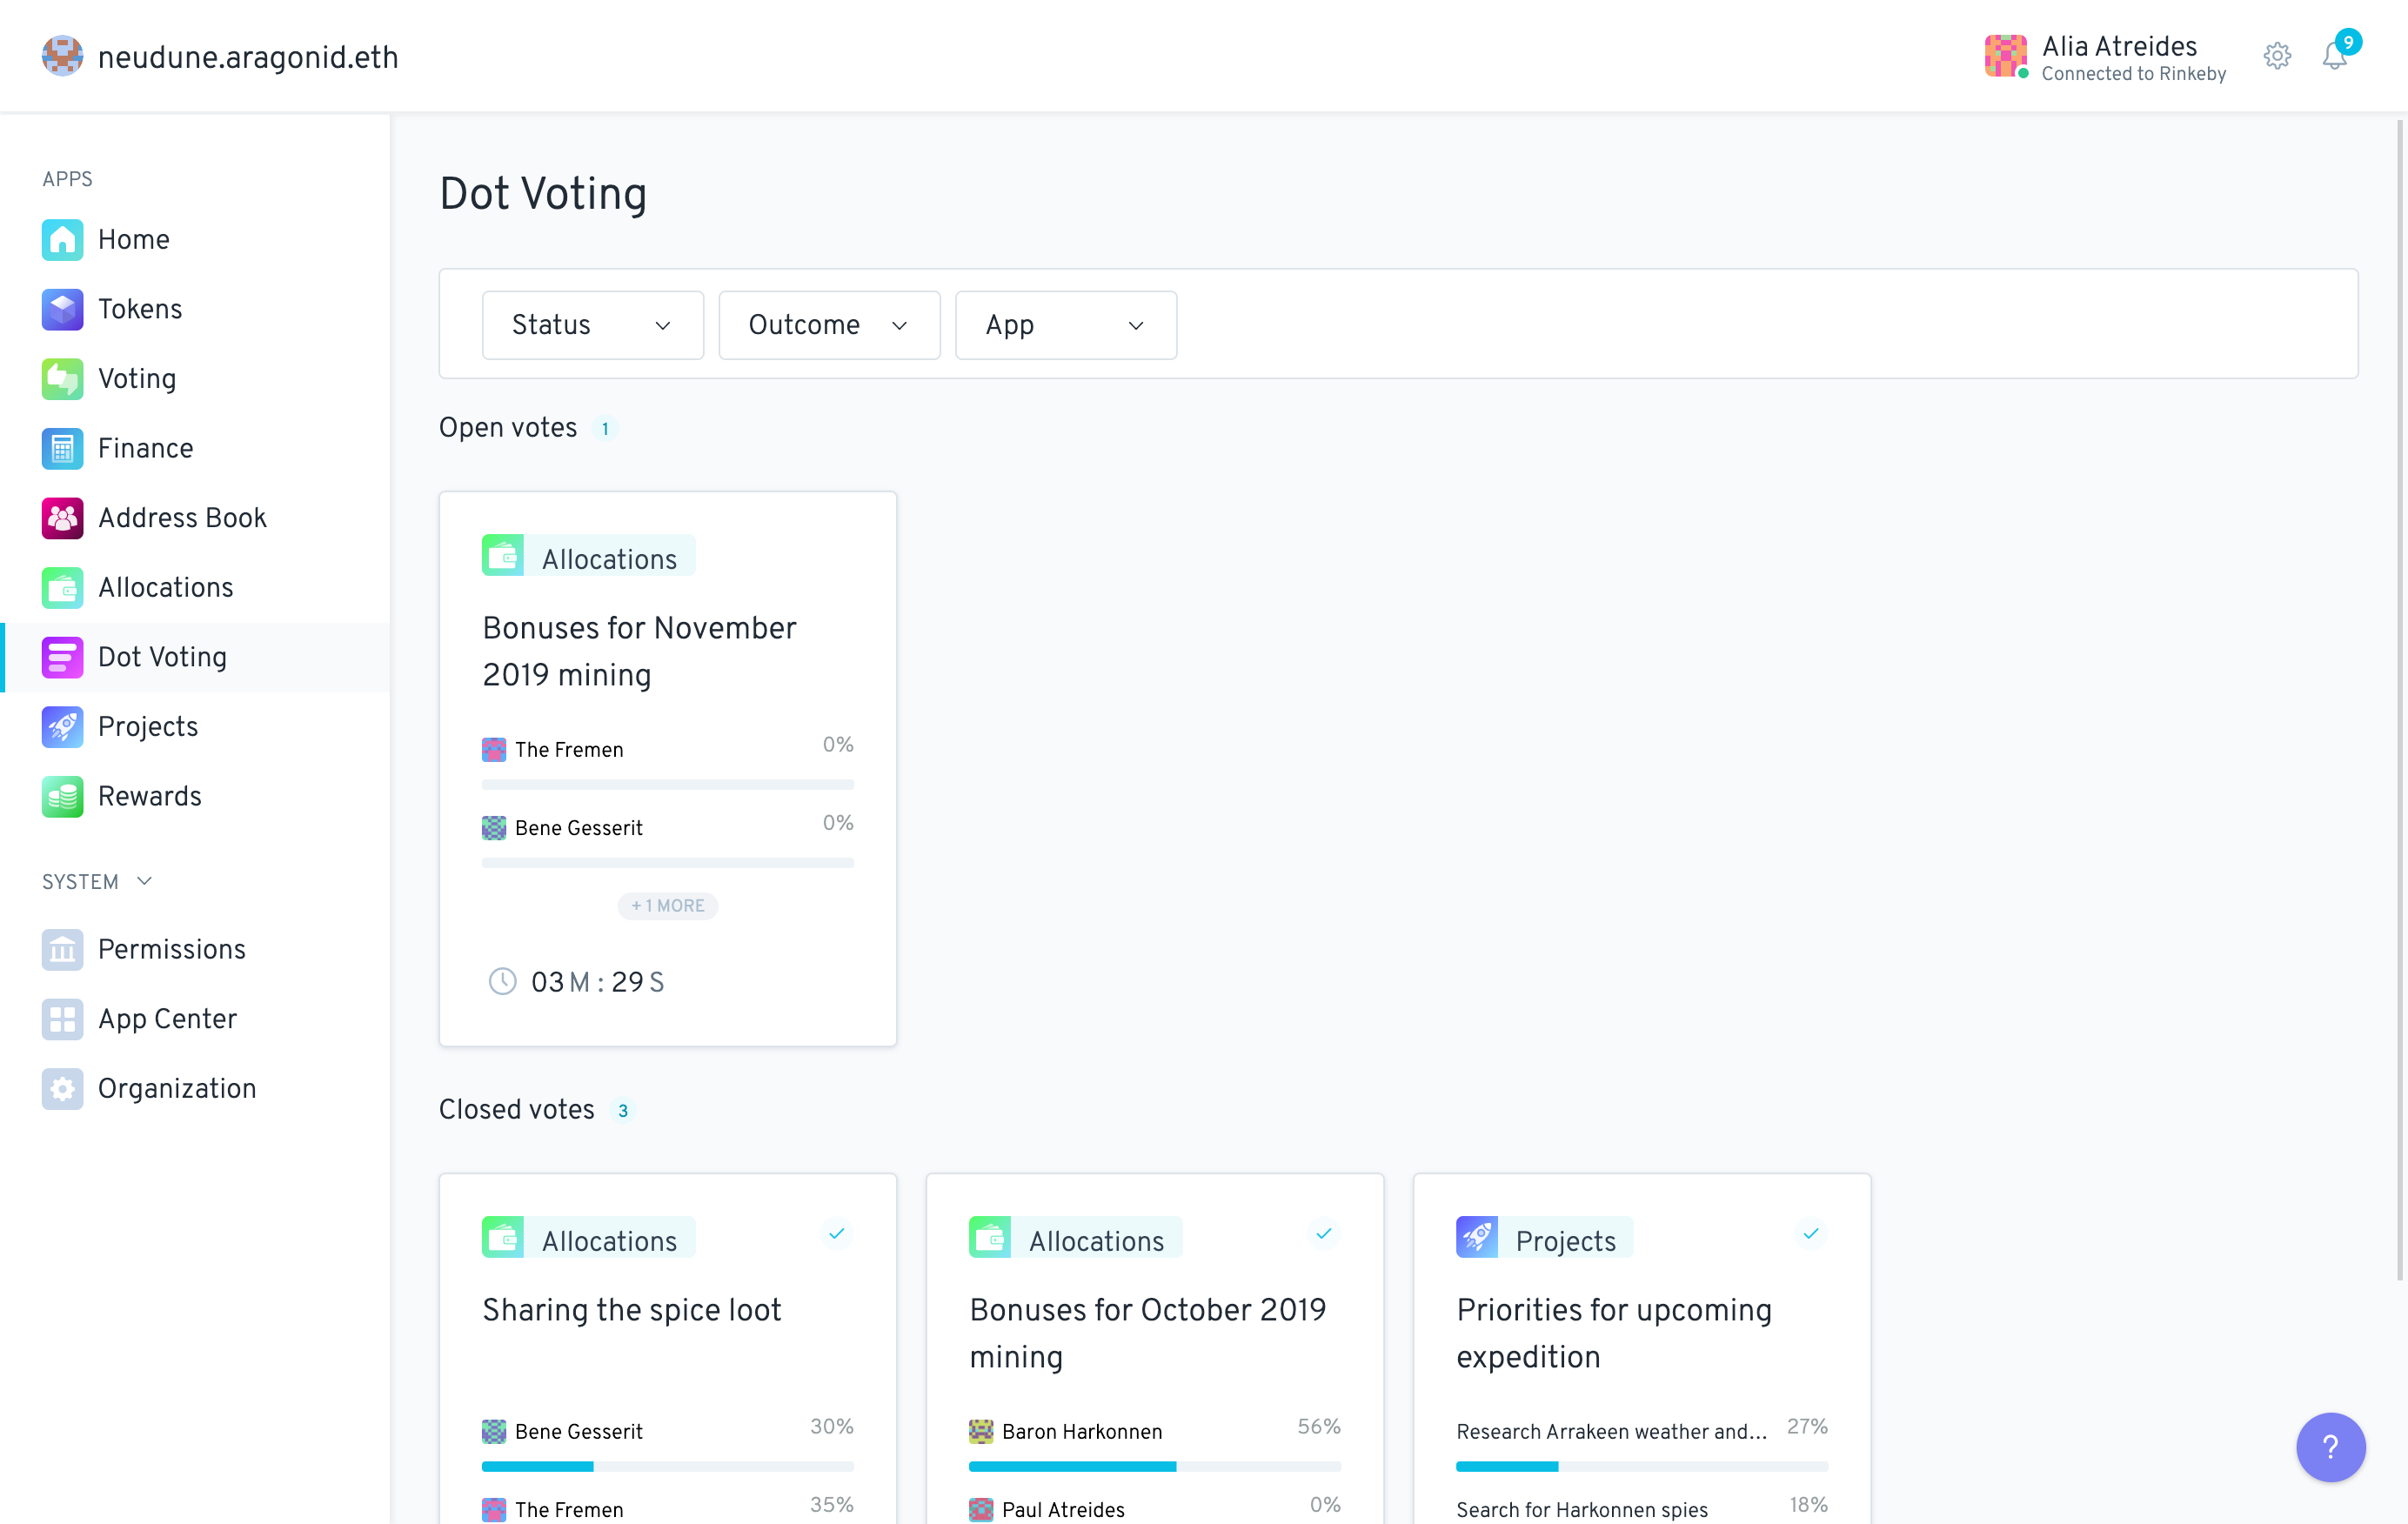 neudune.aragonid.eth
Alia Atreides
Connected to Rinkeby
9
APPS
Home
Tokens
Voting
Finance
Address Book
Allocations
Dot Voting
Projects
Rewards
SYSTEM
Permissions
App Center
Organization
Dot Voting
Status
Outcome
App
Open votes 1
Allocations
Bonuses for November
2019 mining
The Fremen 0%
Bene Gesserit 0%
+ 1 MORE
03 M : 29 S
Closed votes 3
Allocations
Sharing the spice loot
Bene Gesserit 30%
The Fremen 35%
Allocations
Bonuses for October 2019
mining
Baron Harkonnen 56%
Paul Atreides 0%
Projects
Priorities for upcoming
expedition
Research Arrakeen weather and... 27%
Search for Harkonnen spies 18%
?